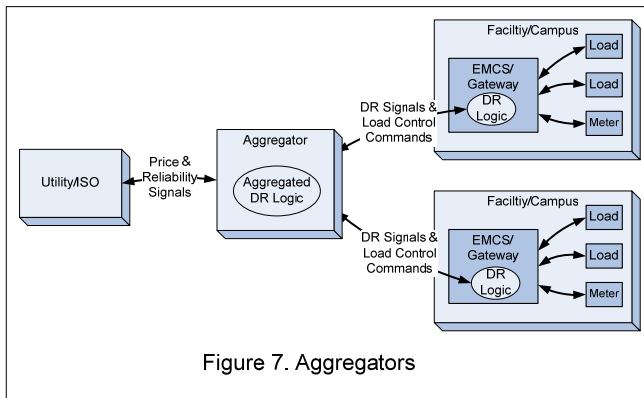 Utility/ISO
Price &
Reliability
Signals
Aggregator
Aggregated
DR Logic
DR Signals &
Load Control
Commands
Faciltiy/Campus
EMCS/
Gateway
DR
Logic
Load
Load
Meter
DR Signals &
Load Control
Commands
Faciltiy/Campus
EMCS/
Gateway
DR
Logic
Load
Load
Meter
Figure 7. Aggregators